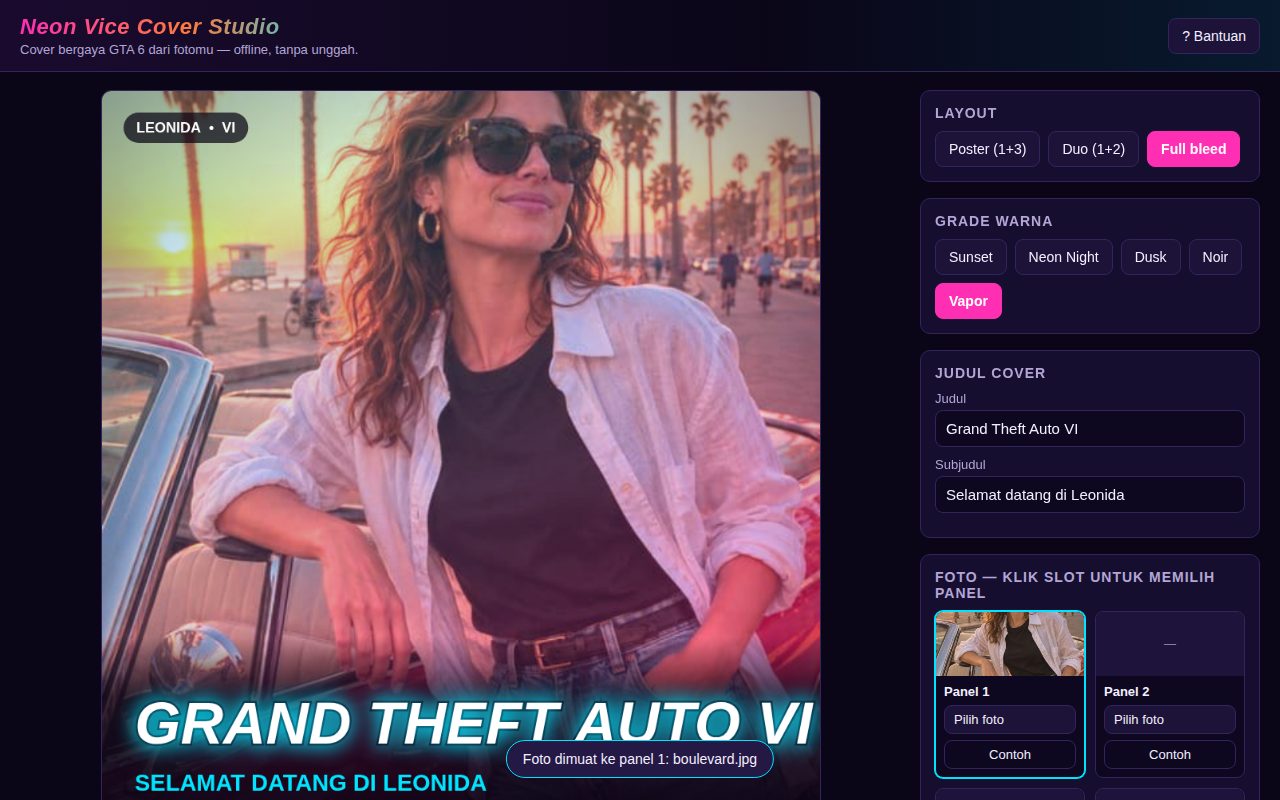 Neon Vice Cover Studio
Cover bergaya GTA 6 dari fotomu — offline, tanpa unggah.
? Bantuan
LEONIDA • VI
GRAND THEFT AUTO VI
SELAMAT DATANG DI LEONIDA
Foto dimuat ke panel 1: boulevard.jpg
LAYOUT
Poster (1+3)
Duo (1+2)
Full bleed
GRADE WARNA
Sunset
Neon Night
Dusk
Noir
Vapor
JUDUL COVER
Judul
Grand Theft Auto VI
Subjudul
Selamat datang di Leonida
FOTO — KLIK SLOT UNTUK MEMILIH
PANEL
—
Panel 1
Panel 2
Pilih foto
Pilih foto
Contoh
Contoh